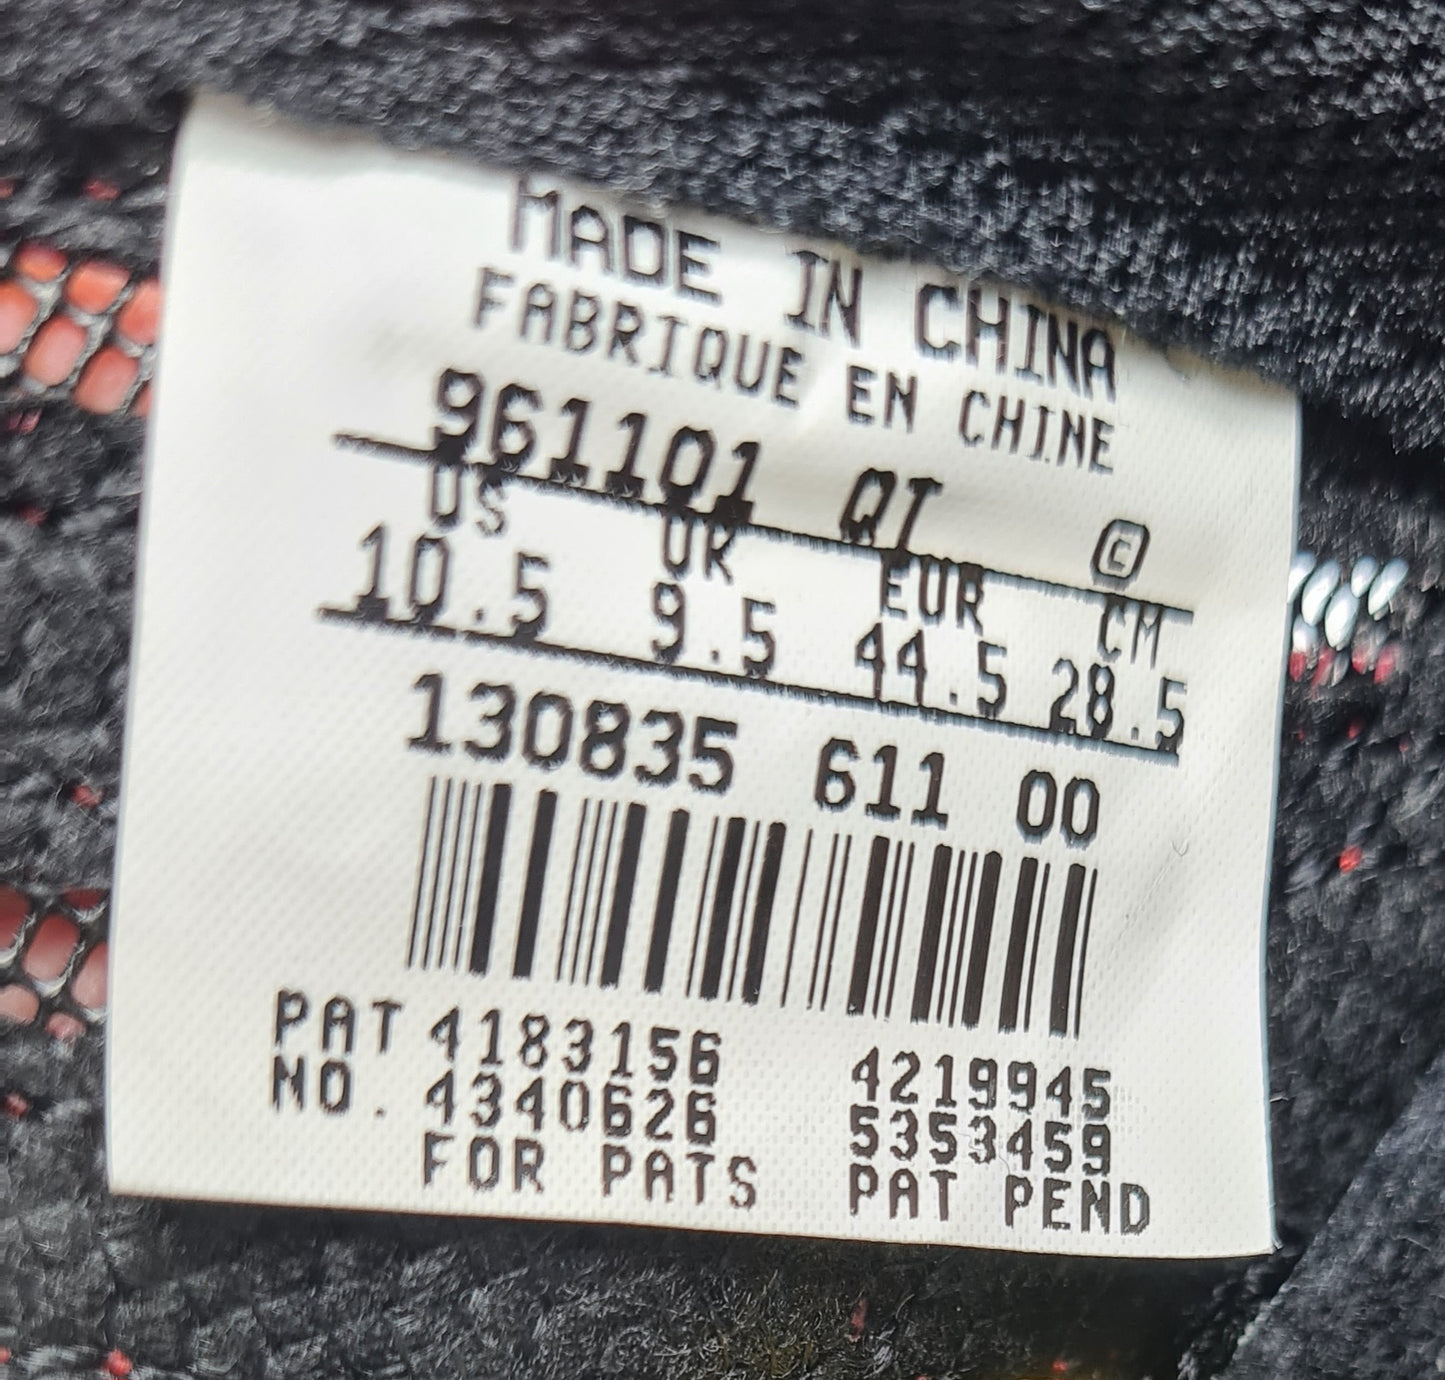 MADE IN CHINA
FABRIQUE EN CHINE
961101 QT ©
US UK EUR CM
10.5 9.5 44.5 28.5
130835 611 00
PAT 4183156 4219945
NO. 4340626 5353459
FOR PATS PAT PEND